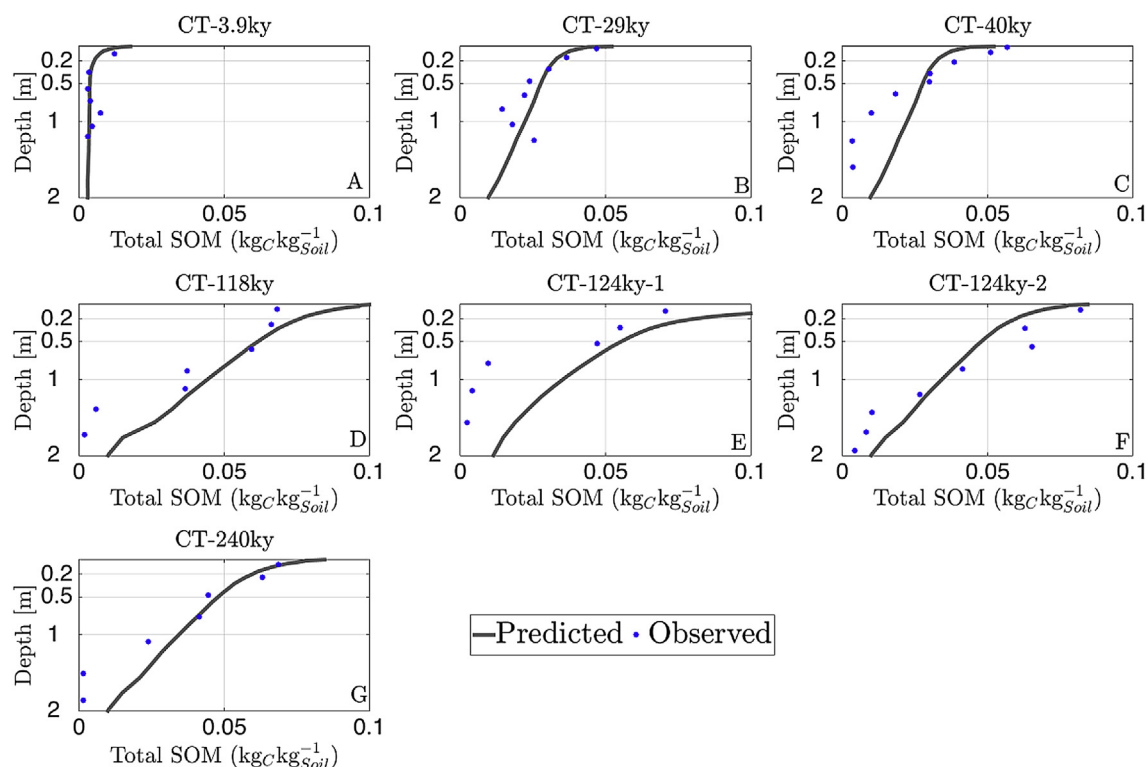 CT-3.9ky
CT-29ky
CT-40ky
Depth [m]
0.2
0.5
1
2
A
0
0.05
0.1
Total SOM (kg_C kg_Soil^-1)
Depth [m]
0.2
0.5
1
2
B
0
0.05
0.1
Total SOM (kg_C kg_Soil^-1)
Depth [m]
0.2
0.5
1
2
C
0
0.05
0.1
Total SOM (kg_C kg_Soil^-1)
CT-118ky
CT-124ky-1
CT-124ky-2
Depth [m]
0.2
0.5
1
2
D
0
0.05
0.1
Total SOM (kg_C kg_Soil^-1)
Depth [m]
0.2
0.5
1
2
E
0
0.05
0.1
Total SOM (kg_C kg_Soil^-1)
Depth [m]
0.2
0.5
1
2
F
0
0.05
0.1
Total SOM (kg_C kg_Soil^-1)
CT-240ky
Depth [m]
0.2
0.5
1
2
G
0
0.05
0.1
Total SOM (kg_C kg_Soil^-1)
Predicted Observed